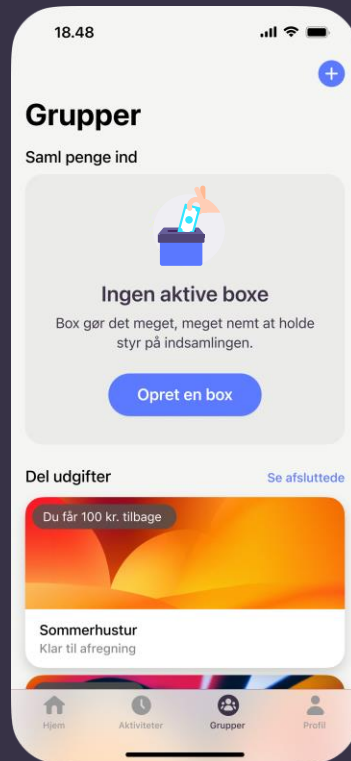 18.48
Grupper
Saml penge ind
Ingen aktive boxe
Box gør det meget, meget nemt at holde
styr på indsamlingen.
Opret en box
Del udgifter
Se afsluttede
Du får 100 kr. tilbage
Sommerhustur
Klar til afregning
Hjem
Aktiviteter
Grupper
Profil